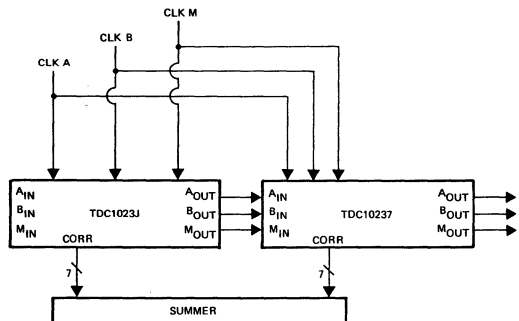 CLK M
CLK B
CLK A
AIN
BIN
MIN
TDC1023J
AOUT
BOUT
MOUT
CORR
AIN
BIN
MIN
TDC10237
AOUT
BOUT
MOUT
CORR
7
7
SUMMER